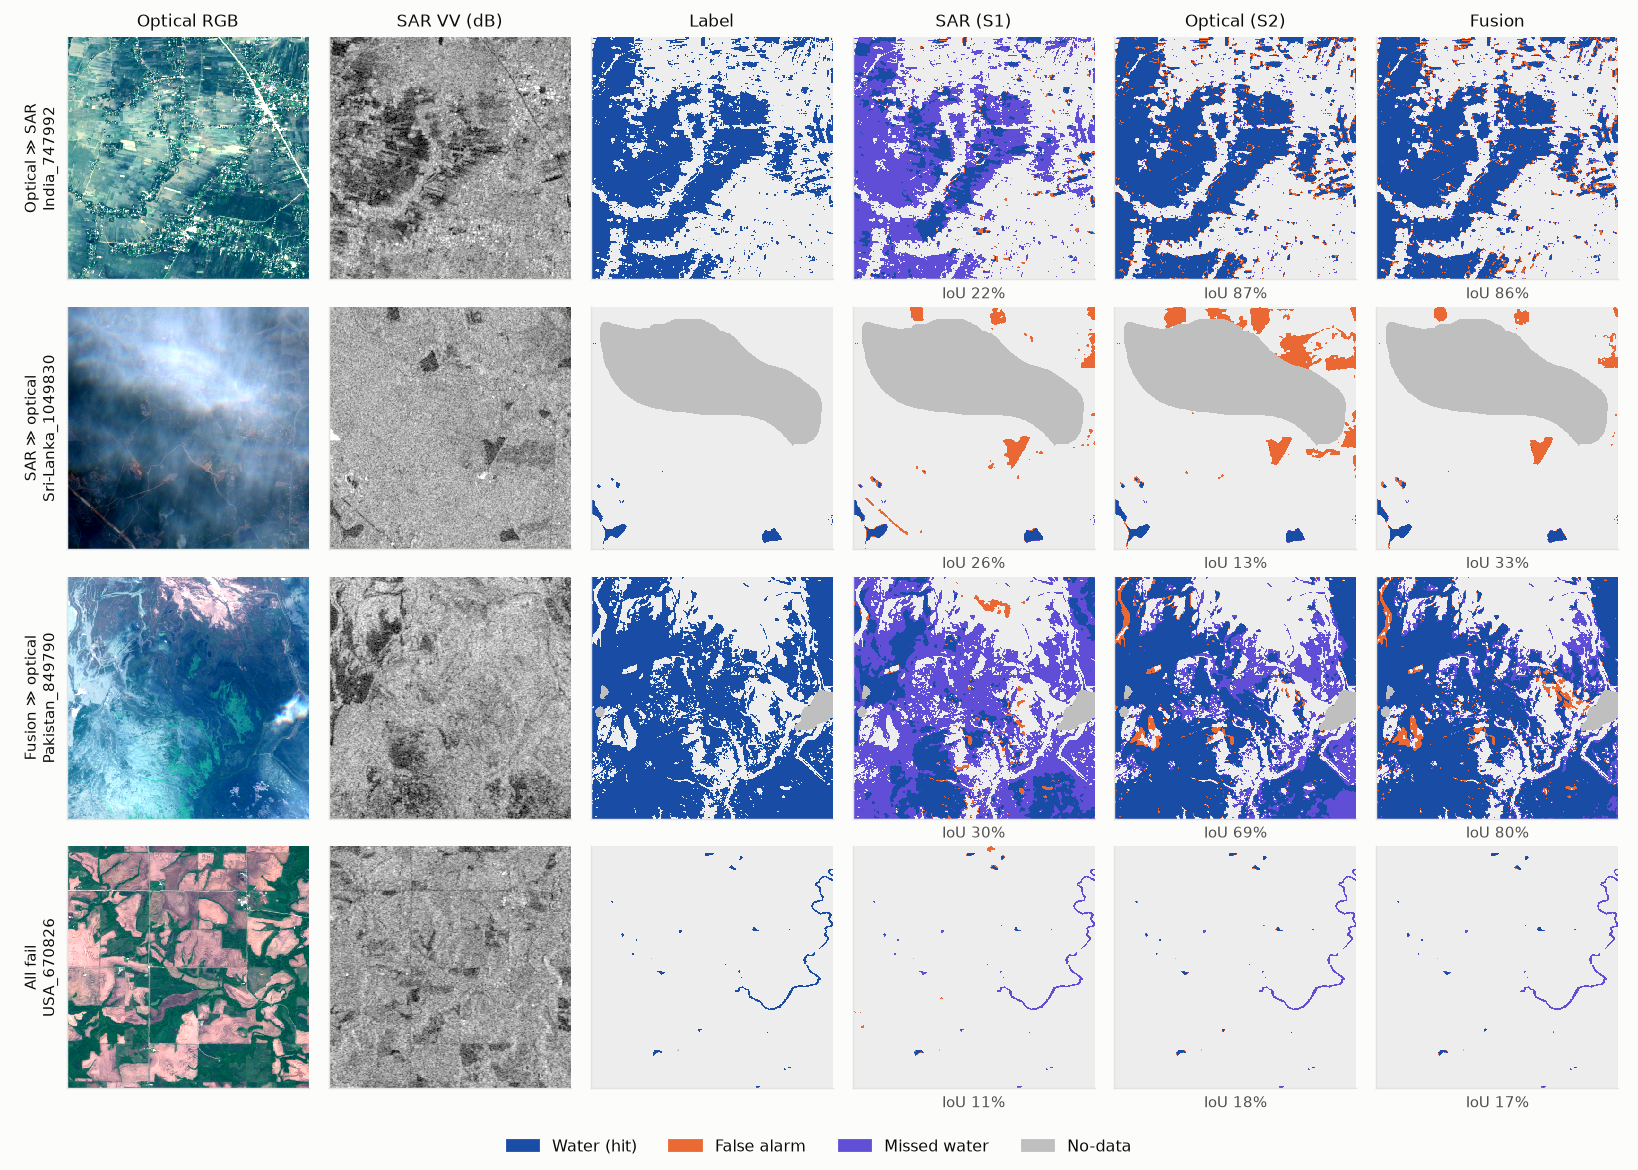 Optical RGB
SAR VV (dB)
Label
SAR (S1)
Optical (S2)
Fusion
Optical ≫ SAR
India_747992
IoU 22%
IoU 87%
IoU 86%
SAR ≫ optical
Sri-Lanka_1049830
IoU 26%
IoU 13%
IoU 33%
Fusion ≫ optical
Pakistan_849790
IoU 30%
IoU 69%
IoU 80%
All fail
USA_670826
IoU 11%
IoU 18%
IoU 17%
Water (hit)
False alarm
Missed water
No-data